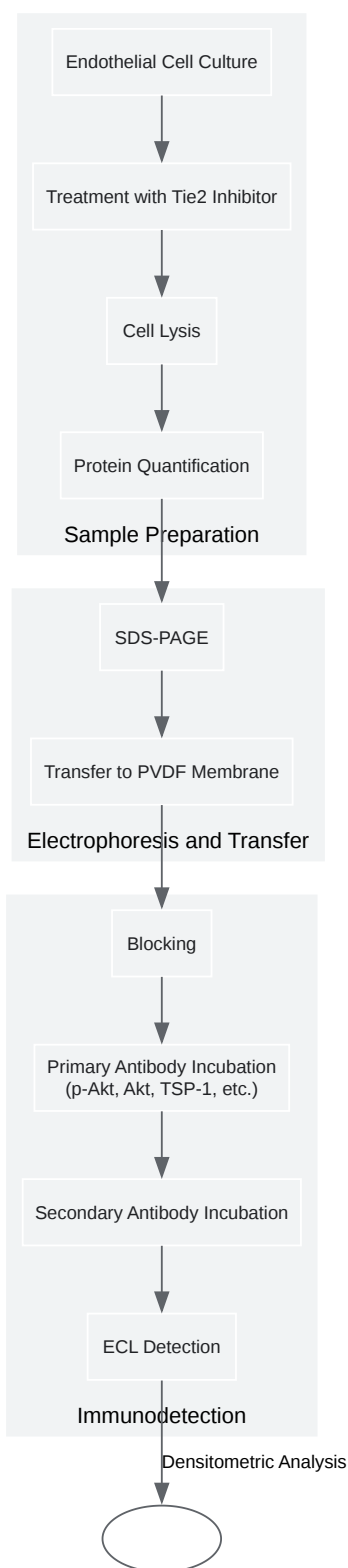 Endothelial Cell Culture
Treatment with Tie2 Inhibitor
Cell Lysis
Protein Quantification
Sample Preparation
SDS-PAGE
Transfer to PVDF Membrane
Electrophoresis and Transfer
Blocking
Primary Antibody Incubation
(p-Akt, Akt, TSP-1, etc.)
Secondary Antibody Incubation
ECL Detection
Immunodetection
Densitometric Analysis